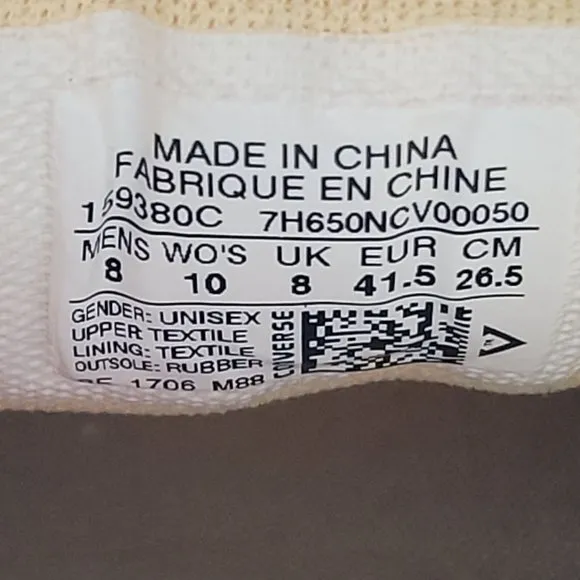 MADE IN CHINA
FABRIQUE EN CHINE
159380C 7H650NCV00050
MENS WO'S UK EUR CM
8 10 8 41.5 26.5
GENDER: UNISEX
UPPER: TEXTILE
LINING: TEXTILE
OUTSOLE: RUBBER
1706 M88
CONVERSE